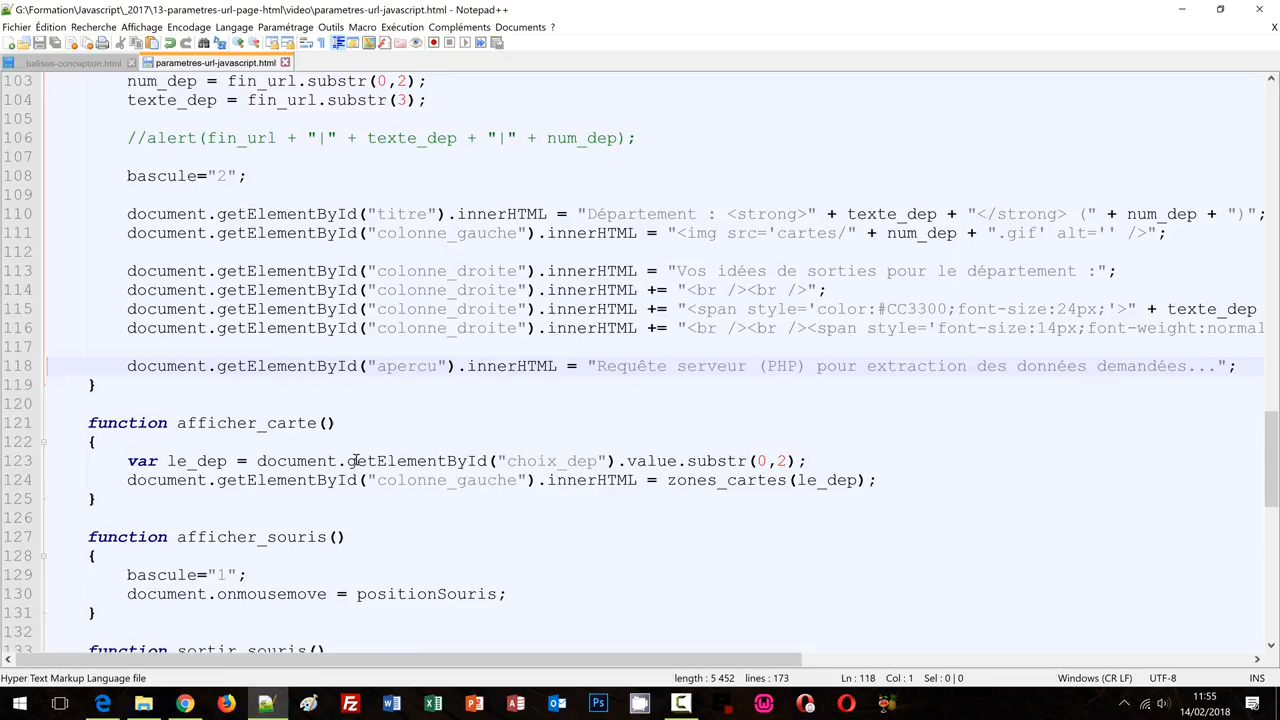 G:\Formation\Javascript\_2017\13-parametres-url-page-html\video\parametres-url-javascript.html - Notepad++
Fichier Édition Recherche Affichage Encodage Langage Paramétrage Outils Macro Exécution Compléments Documents ? X
balises-conception.html parametres-url-javascript.html
103 num_dep = fin_url.substr(0,2);
104 texte_dep = fin_url.substr(3);
105
106 //alert(fin_url + "|" + texte_dep + "|" + num_dep);
107
108 bascule="2";
109
110 document.getElementById("titre").innerHTML = "Département : <strong>" + texte_dep + "</strong> (" + num_dep + ")";
111 document.getElementById("colonne_gauche").innerHTML = "<img src='cartes/" + num_dep + ".gif' alt='' />";
112
113 document.getElementById("colonne_droite").innerHTML = "Vos idées de sorties pour le département :";
114 document.getElementById("colonne_droite").innerHTML += "<br /><br />";
115 document.getElementById("colonne_droite").innerHTML += "<span style='color:#CC3300;font-size:24px;'>" + texte_dep
116 document.getElementById("colonne_droite").innerHTML += "<br /><br /><span style='font-size:14px;font-weight:normal
117
118 document.getElementById("apercu").innerHTML = "Requête serveur (PHP) pour extraction des données demandées...";
119 }
120
121 function afficher_carte()
122 {
123 var le_dep = document.getElementById("choix_dep").value.substr(0,2);
124 document.getElementById("colonne_gauche").innerHTML = zones_cartes(le_dep);
125 }
126
127 function afficher_souris()
128 {
129 bascule="1";
130 document.onmousemove = positionSouris;
131 }
132
133 function sortir_souris()
Hyper Text Markup Language file length : 5 452 lines : 173 Ln : 118 Col : 1 Sel : 0 | 0 Windows (CR LF) UTF-8 INS
11:55
14/02/2018